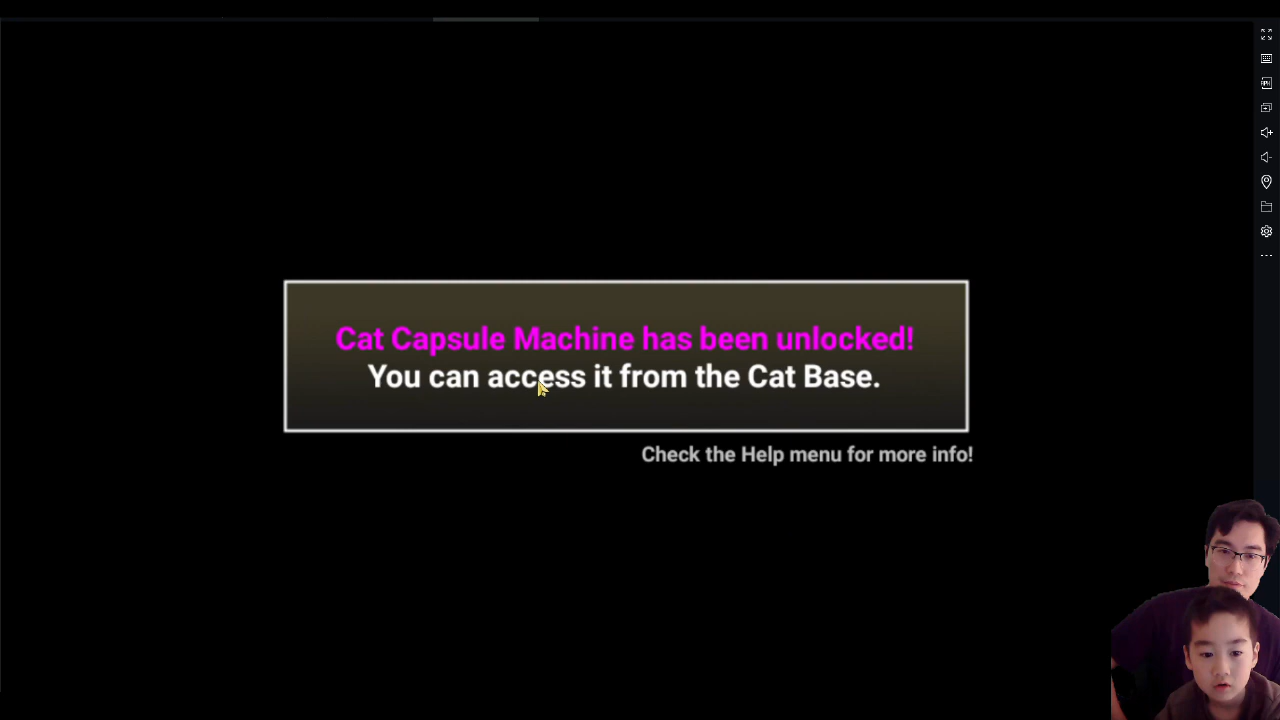 Cat Capsule Machine has been unlocked!
You can access it from the Cat Base.
Check the Help menu for more info!